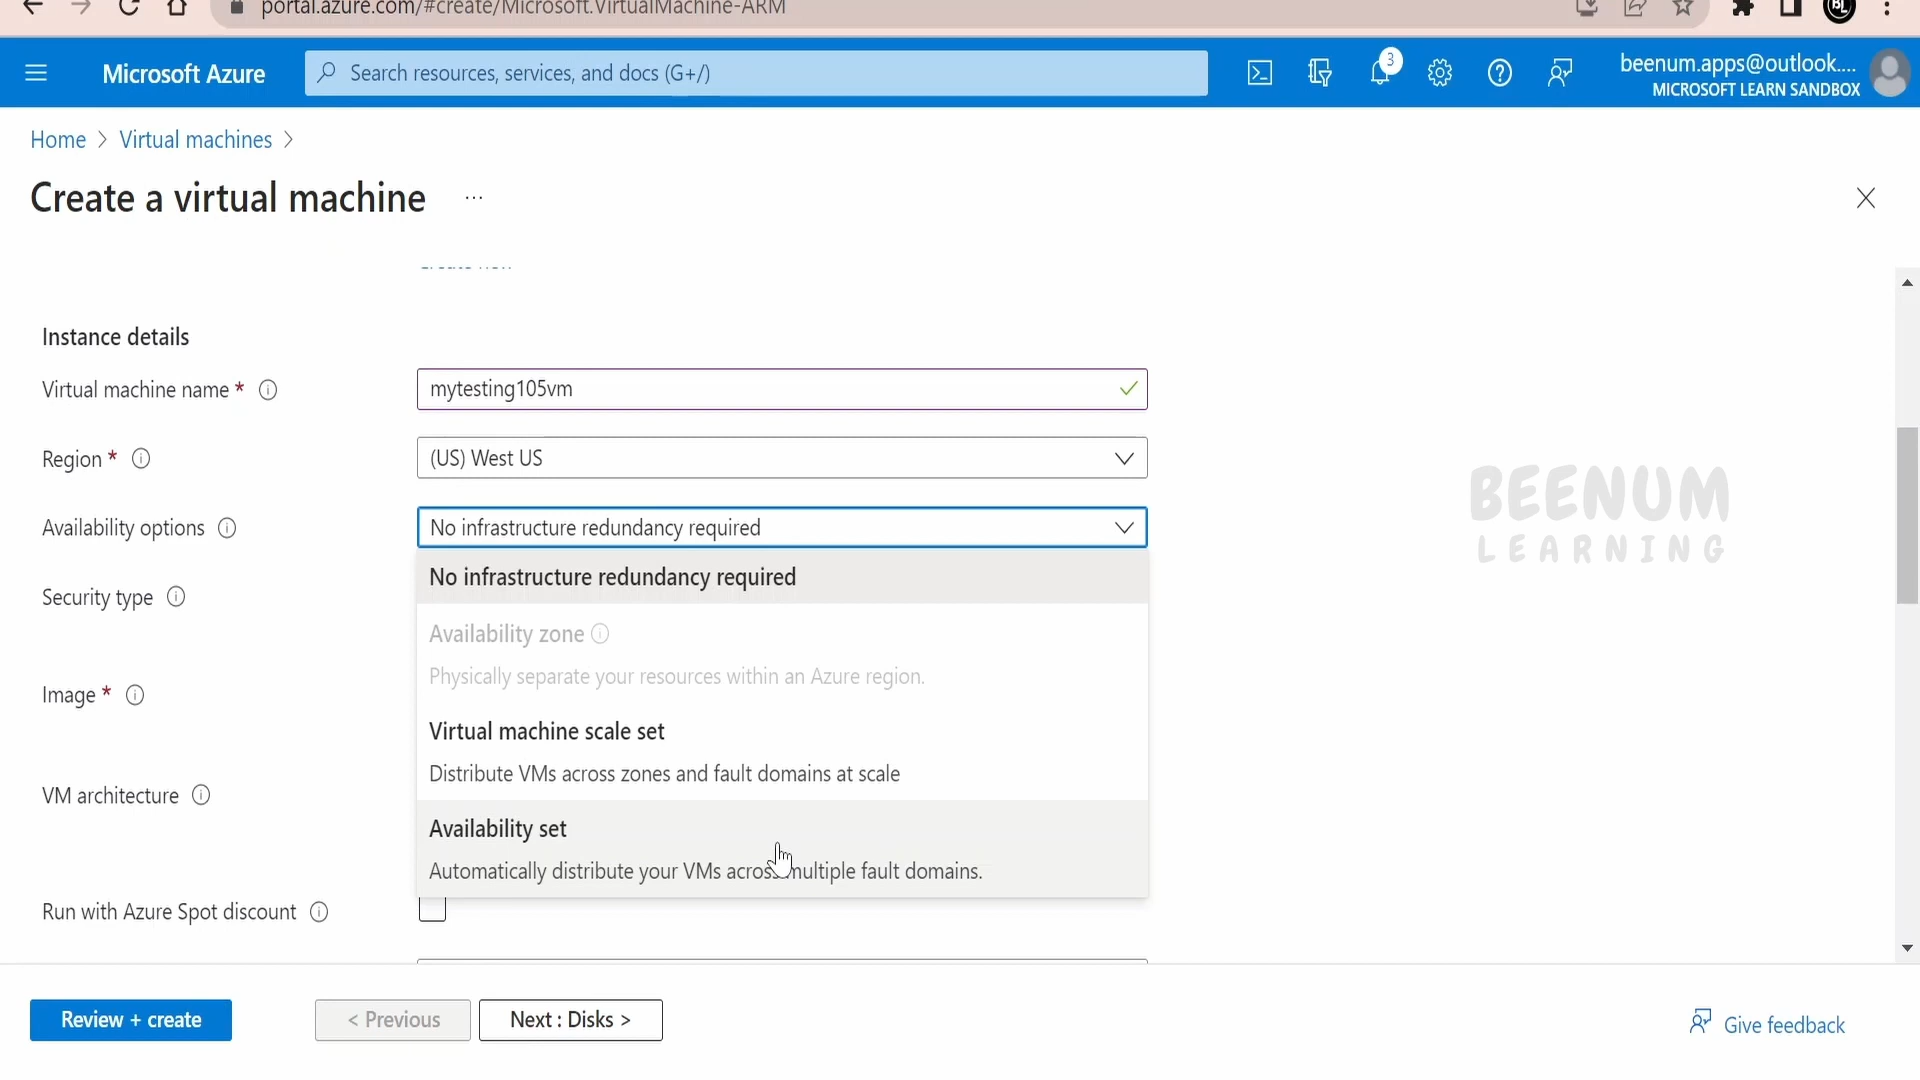 portal.azure.com/#create/Microsoft.VirtualMachine-ARM
BL
Microsoft Azure
Search resources, services, and docs (G+/)
3
beenum.apps@outlook....
MICROSOFT LEARN SANDBOX
Home > Virtual machines >
Create a virtual machine ...
Instance details
Virtual machine name *
mytesting105vm
Region *
(US) West US
Availability options
No infrastructure redundancy required
No infrastructure redundancy required
Security type
Availability zone
Physically separate your resources within an Azure region.
Image *
Virtual machine scale set
Distribute VMs across zones and fault domains at scale
VM architecture
Availability set
Automatically distribute your VMs across multiple fault domains.
Run with Azure Spot discount
BEENUM
LEARNING
Review + create
< Previous
Next : Disks >
Give feedback